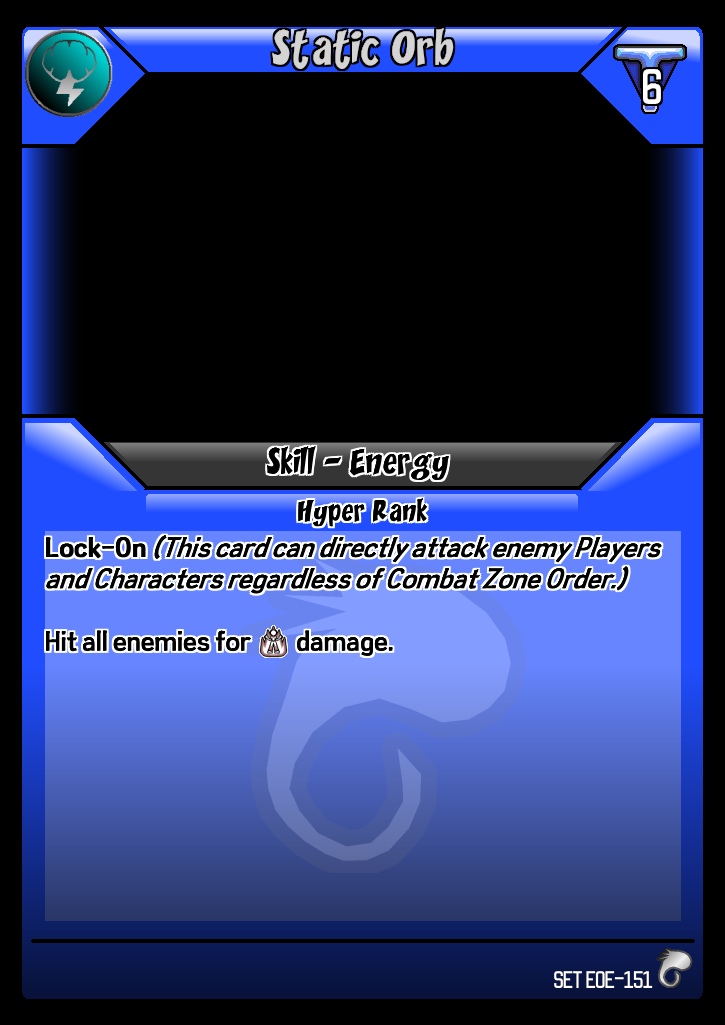 Static Orb
6
Skill - Energy
Hyper Rank
Lock-On (This card can directly attack enemy Players
and Characters regardless of Combat Zone Order.)
Hit all enemies for damage.
SET EOE-151